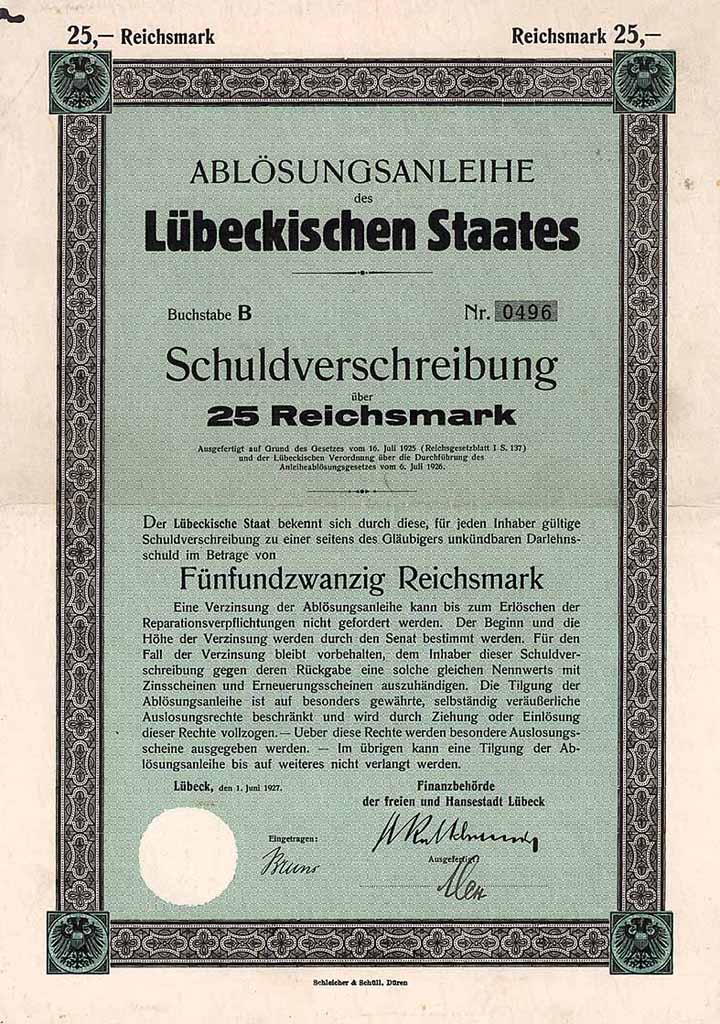 25,— Reichsmark
Reichsmark 25,—
ABLÖSUNGSANLEIHE
des
Lübeckischen Staates
Buchstabe B
Nr. 0496
Schuldverschreibung
über
25 Reichsmark
Ausgefertigt auf Grund des Gesetzes vom 16. Juli 1925 (Reichsgesetzblatt I S. 137)
und der Lübeckischen Verordnung über die Durchführung des
Anleiheablösungsgesetzes vom 6. Juli 1926.
Der Lübeckische Staat bekennt sich durch diese, für jeden Inhaber gültige
Schuldverschreibung zu einer seitens des Gläubigers unkündbaren Darlehns-
schuld im Betrage von
Fünfundzwanzig Reichsmark
Eine Verzinsung der Ablösungsanleihe kann bis zum Erlöschen der
Reparationsverpflichtungen nicht gefordert werden. Der Beginn und die
Höhe der Verzinsung werden durch den Senat bestimmt werden. Für den
Fall der Verzinsung bleibt vorbehalten, dem Inhaber dieser Schuldver-
schreibung gegen deren Rückgabe eine solche gleichen Nennwerts mit
Zinsscheinen und Erneuerungsscheinen auszuhändigen. Die Tilgung der
Ablösungsanleihe ist auf besonders gewährte, selbständig veräußerliche
Auslosungsrechte beschränkt und wird durch Ziehung oder Einlösung
dieser Rechte vollzogen. — Ueber diese Rechte werden besondere Auslosungs-
scheine ausgegeben werden. — Im übrigen kann eine Tilgung der Ab-
lösungsanleihe bis auf weiteres nicht verlangt werden.
Lübeck, den 1. Juni 1927.
Finanzbehörde
der freien und Hansestadt Lübeck
Eingetragen:
Bruns
Ausgefertigt:
Schleicher & Schüll, Düren